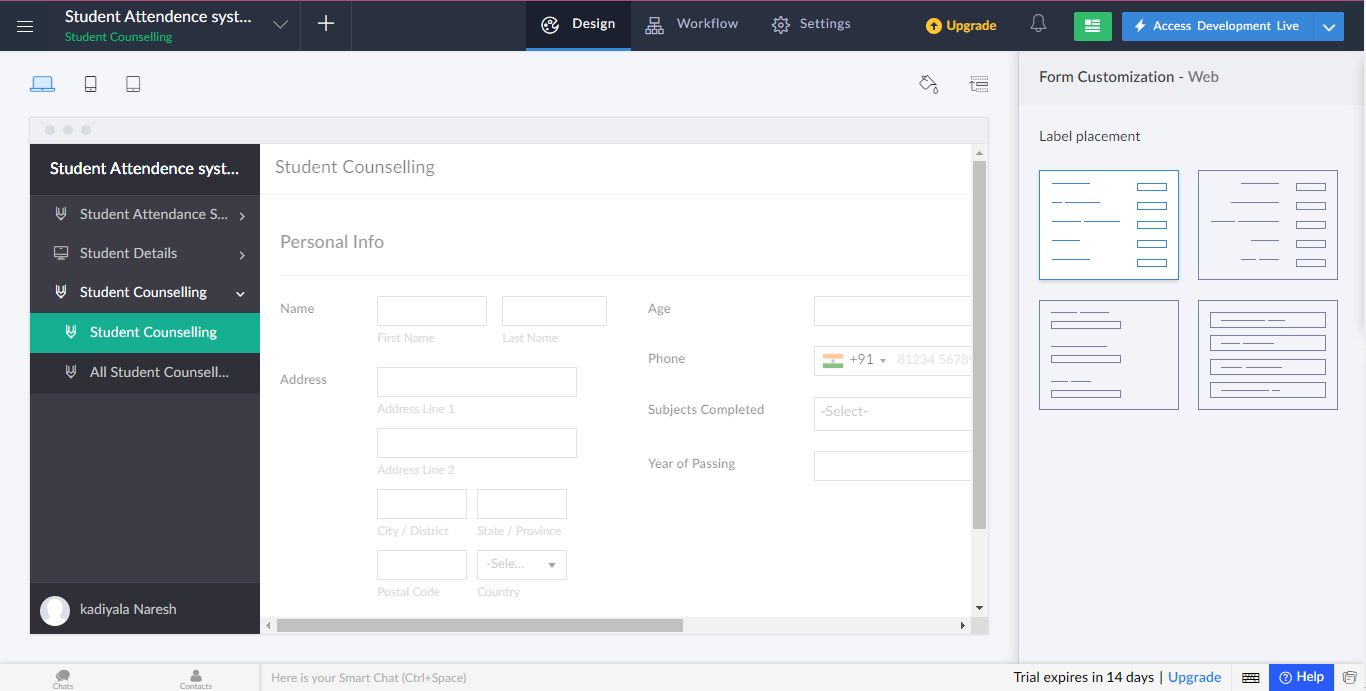 Student Attendence syst...
Student Counselling
Design
Workflow
Settings
Upgrade
Access Development Live
Form Customization - Web
Label placement
Student Attendence syst...
Student Attendance S...
Student Details
Student Counselling
Student Counselling
All Student Counsell...
kadiyala Naresh
Student Counselling
Personal Info
Name
First Name
Last Name
Address
Address Line 1
Address Line 2
City / District
State / Province
-Sele...
Postal Code
Country
Age
Phone
+91
81234 56789
Subjects Completed
-Select-
Year of Passing
Chats
Contacts
Here is your Smart Chat (Ctrl+Space)
Trial expires in 14 days | Upgrade
Help